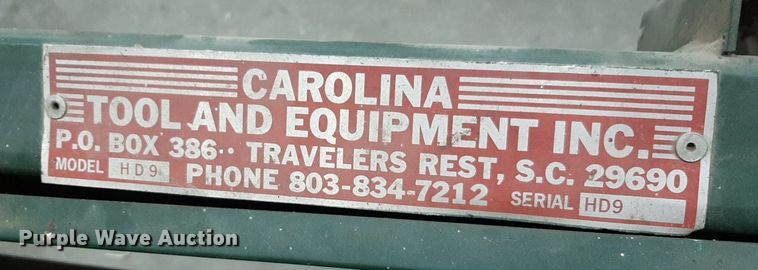 CAROLINA
TOOL AND EQUIPMENT INC.
P.O. BOX 386·· TRAVELERS REST, S.C. 29690
MODEL HD9 PHONE 803-834-7212 SERIAL HD9
Purple Wave Auction